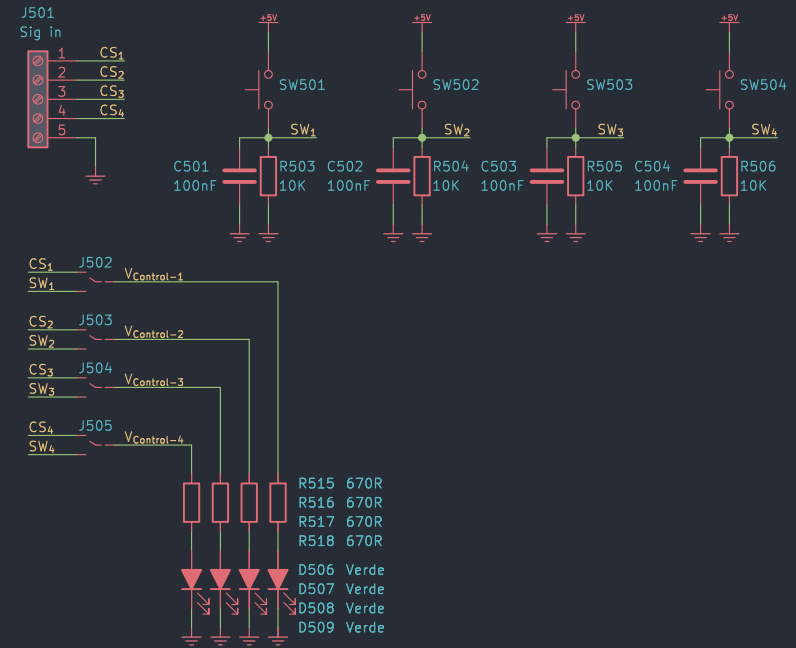 J501
Sig in
1 CS1
2 CS2
3 CS3
4 CS4
5
+5V +5V +5V +5V
SW501 SW502 SW503 SW504
SW1 SW2 SW3 SW4
C501 R503 C502 R504 C503 R505 C504 R506
100nF 10K 100nF 10K 100nF 10K 100nF 10K
CS1 J502 VControl-1
SW1
CS2 J503 VControl-2
SW2
CS3 J504 VControl-3
SW3
CS4 J505 VControl-4
SW4
R515 670R
R516 670R
R517 670R
R518 670R
D506 Verde
D507 Verde
D508 Verde
D509 Verde